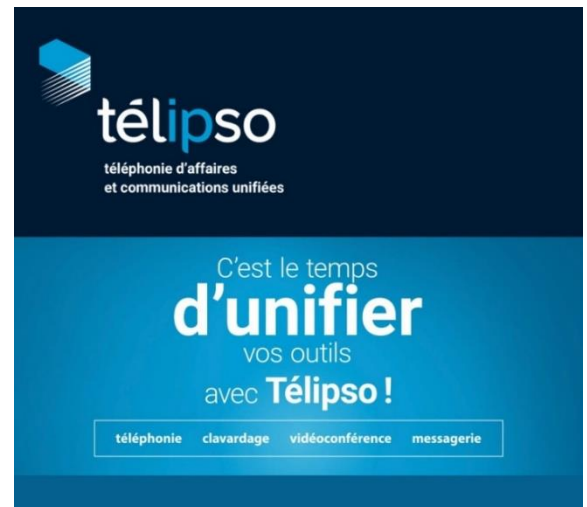 télipso
téléphonie d'affaires
et communications unifiées
C'est le temps
d'unifier
vos outils
avec Télipso !
téléphonie clavardage vidéoconférence messagerie